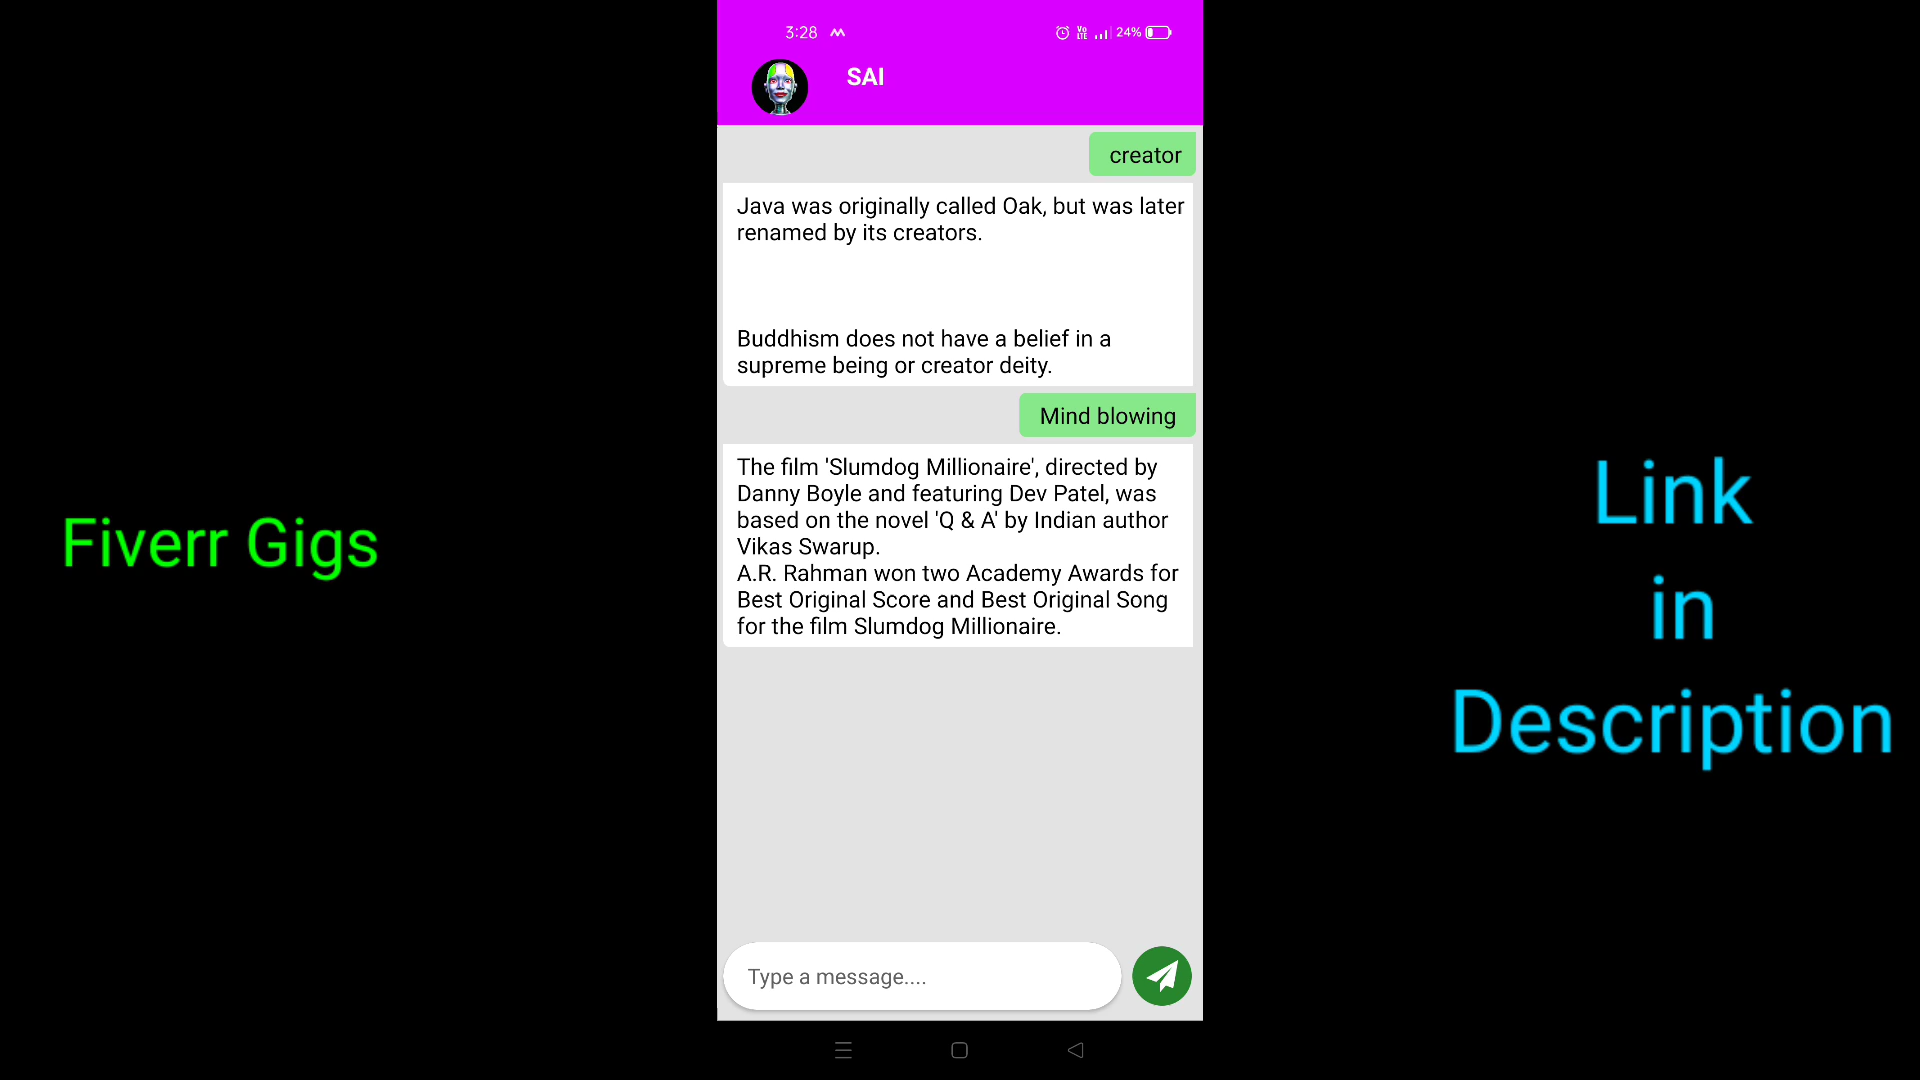 3:28
Vo LTE 24%
SAI
creator
Java was originally called Oak, but was later
renamed by its creators.
Buddhism does not have a belief in a
supreme being or creator deity.
Mind blowing
The film 'Slumdog Millionaire', directed by
Danny Boyle and featuring Dev Patel, was
based on the novel 'Q & A' by Indian author
Vikas Swarup.
A.R. Rahman won two Academy Awards for
Best Original Score and Best Original Song
for the film Slumdog Millionaire.
Type a message....
Fiverr Gigs
Link
in
Description